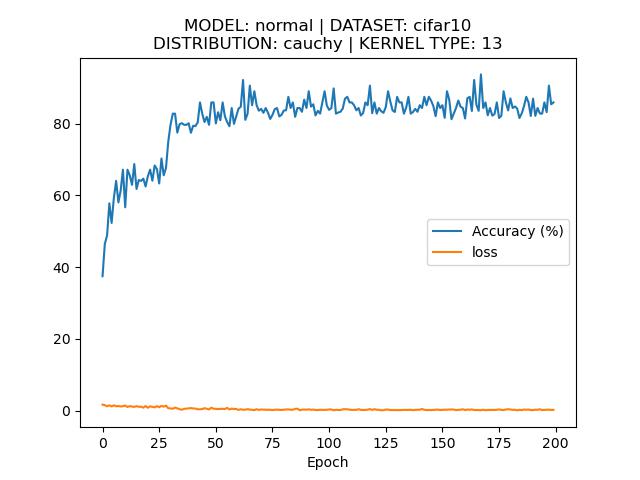 MODEL: normal | DATASET: cifar10
DISTRIBUTION: cauchy | KERNEL TYPE: 13
80
60
40
20
0
Accuracy (%)
loss
0 25 50 75 100 125 150 175 200
Epoch